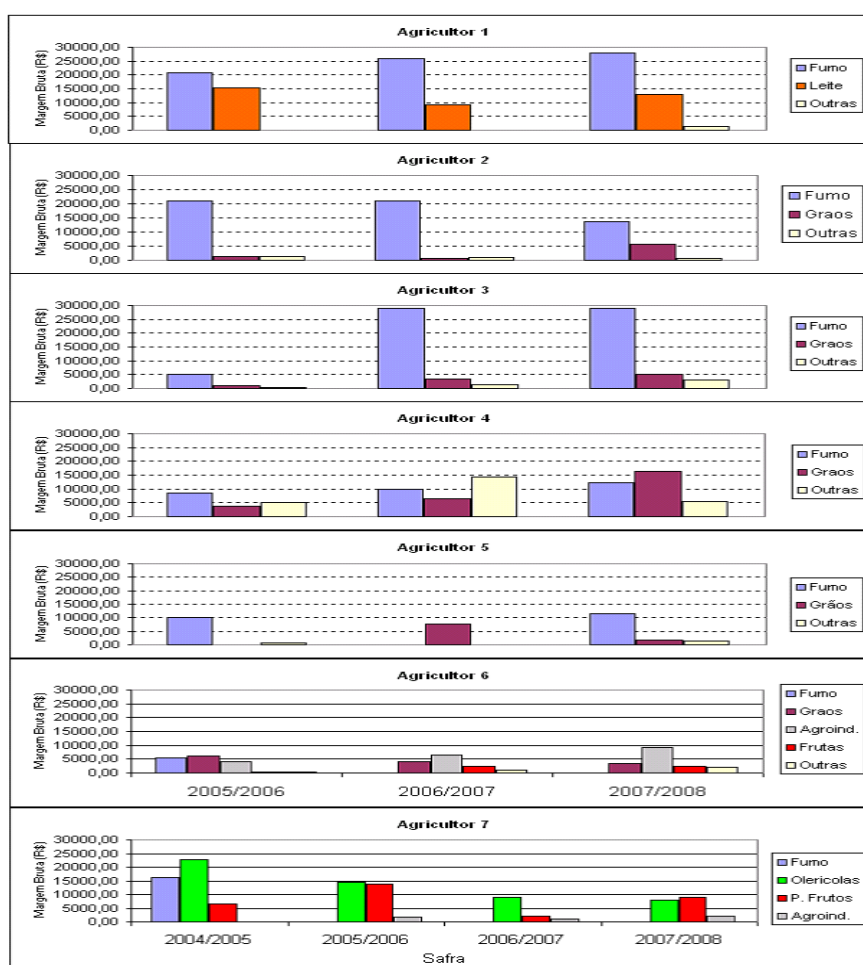 Agricultor 1
Margem Bruta (R$)
30000,00
25000,00
20000,00
15000,00
10000,00
5000,00
0,00
Fumo
Leite
Outras
Agricultor 2
Margem Bruta (R$)
30000,00
25000,00
20000,00
15000,00
10000,00
5000,00
0,00
Fumo
Graos
Outras
Agricultor 3
Margem Bruta (R$)
30000,00
25000,00
20000,00
15000,00
10000,00
5000,00
0,00
Fumo
Graos
Outras
Agricultor 4
Margem Bruta (R$)
30000,00
25000,00
20000,00
15000,00
10000,00
5000,00
0,00
Fumo
Graos
Outras
Agricultor 5
Margem Bruta (R$)
30000,00
25000,00
20000,00
15000,00
10000,00
5000,00
0,00
Fumo
Grãos
Outras
Agricultor 6
Margem Bruta (R$)
30000,00
25000,00
20000,00
15000,00
10000,00
5000,00
0,00
2005/2006
2006/2007
2007/2008
Fumo
Graos
Agroind.
Frutas
Outras
Agricultor 7
Margem Bruta (R$)
30000,00
25000,00
20000,00
15000,00
10000,00
5000,00
0,00
2004/2005
2005/2006
2006/2007
2007/2008
Safra
Fumo
Olericolas
P. Frutos
Agroind.